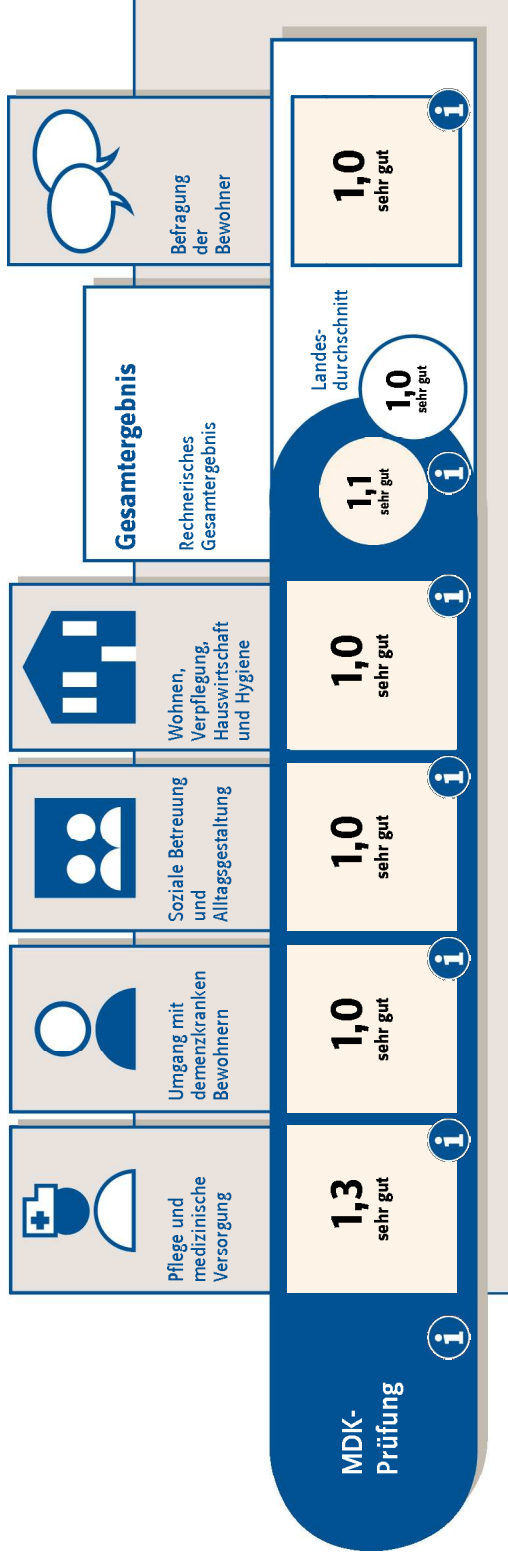 Pflege und
medizinische
Versorgung
Umgang mit
demenzkranken
Bewohnern
Soziale Betreuung
und
Alltagsgestaltung
Wohnen,
Verpflegung,
Hauswirtschaft
und Hygiene
Gesamtergebnis
Rechnerisches
Gesamtergebnis
Befragung
der
Bewohner
MDK-
Prüfung
i
1,3
sehr gut
i
1,0
sehr gut
i
1,0
sehr gut
i
1,0
sehr gut
i
1,1
sehr gut
i
Landes-
durchschnitt
1,0
sehr gut
1,0
sehr gut
i